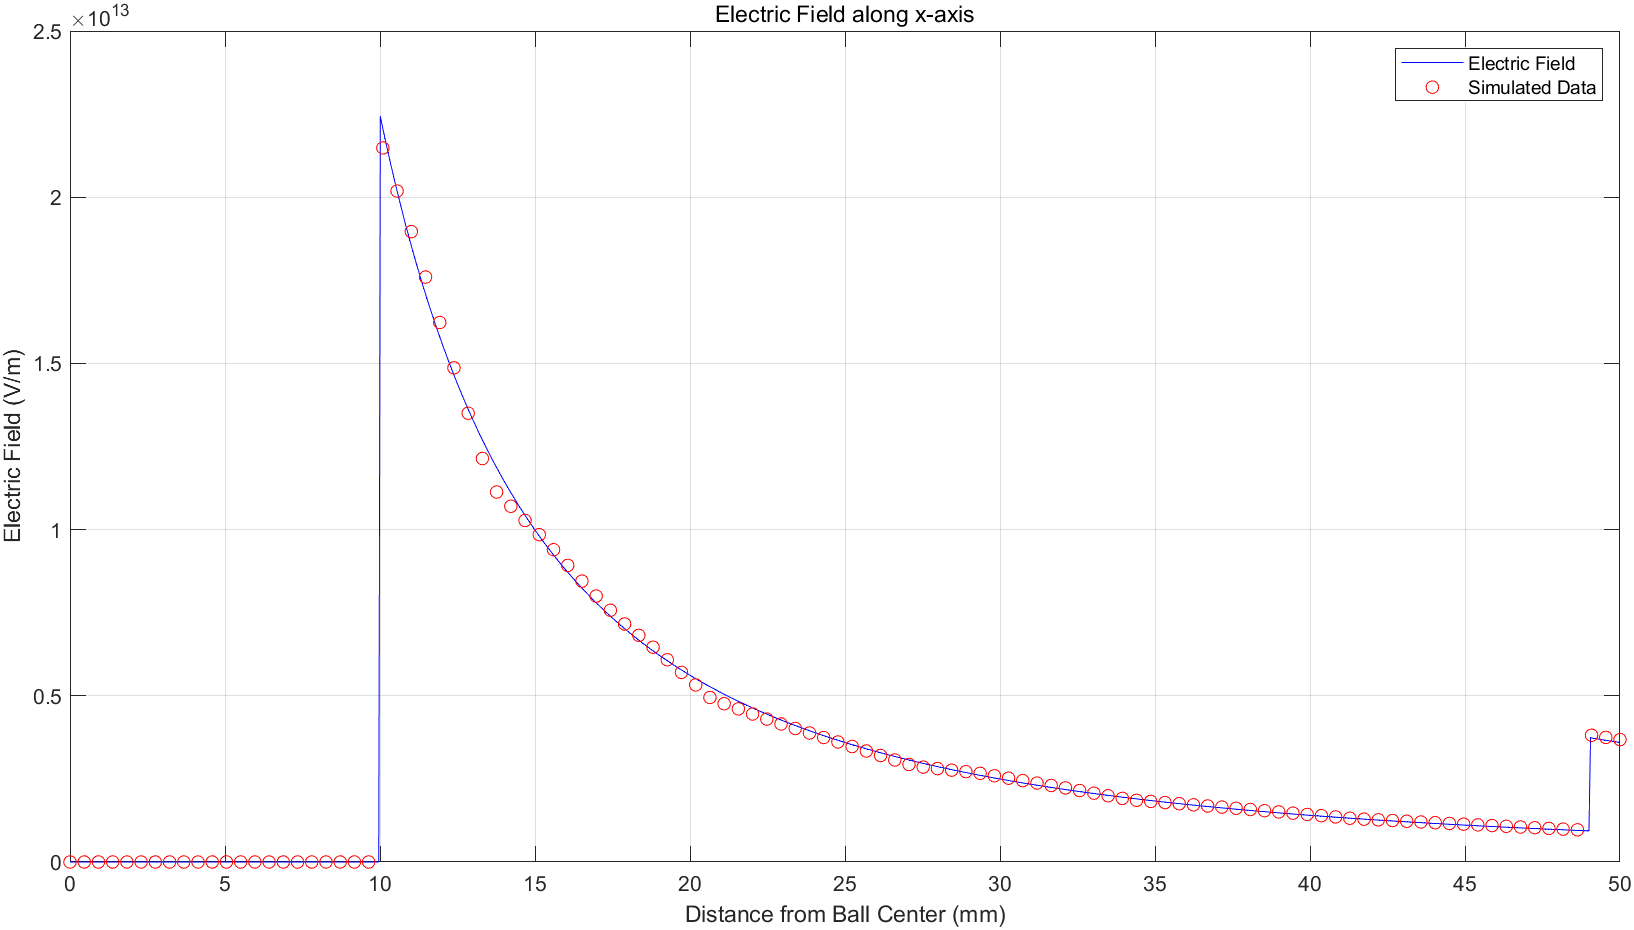 Electric Field along x-axis
×10^13
2.5
2
1.5
1
0.5
0
Electric Field (V/m)
Electric Field
Simulated Data
0 5 10 15 20 25 30 35 40 45 50
Distance from Ball Center (mm)